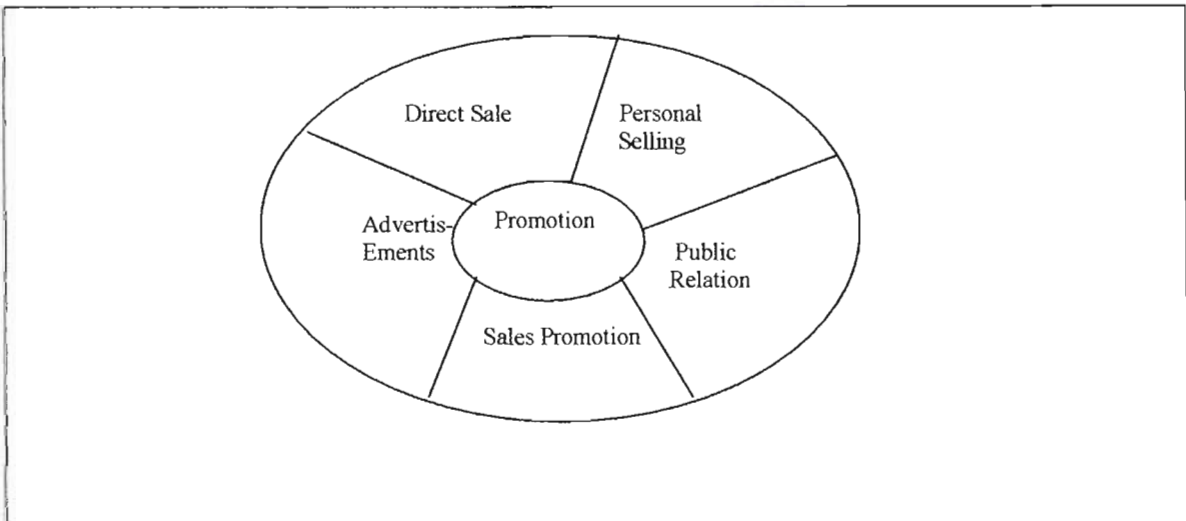 Direct Sale
Personal
Selling
Advertis-
Ements
Promotion
Public
Relation
Sales Promotion